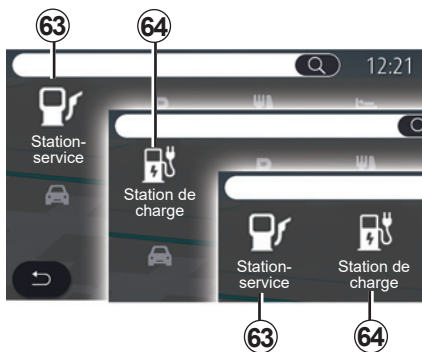 63
64
12:21
Station-
service
Station de
charge
Station-
service
Station de
charge
63
64